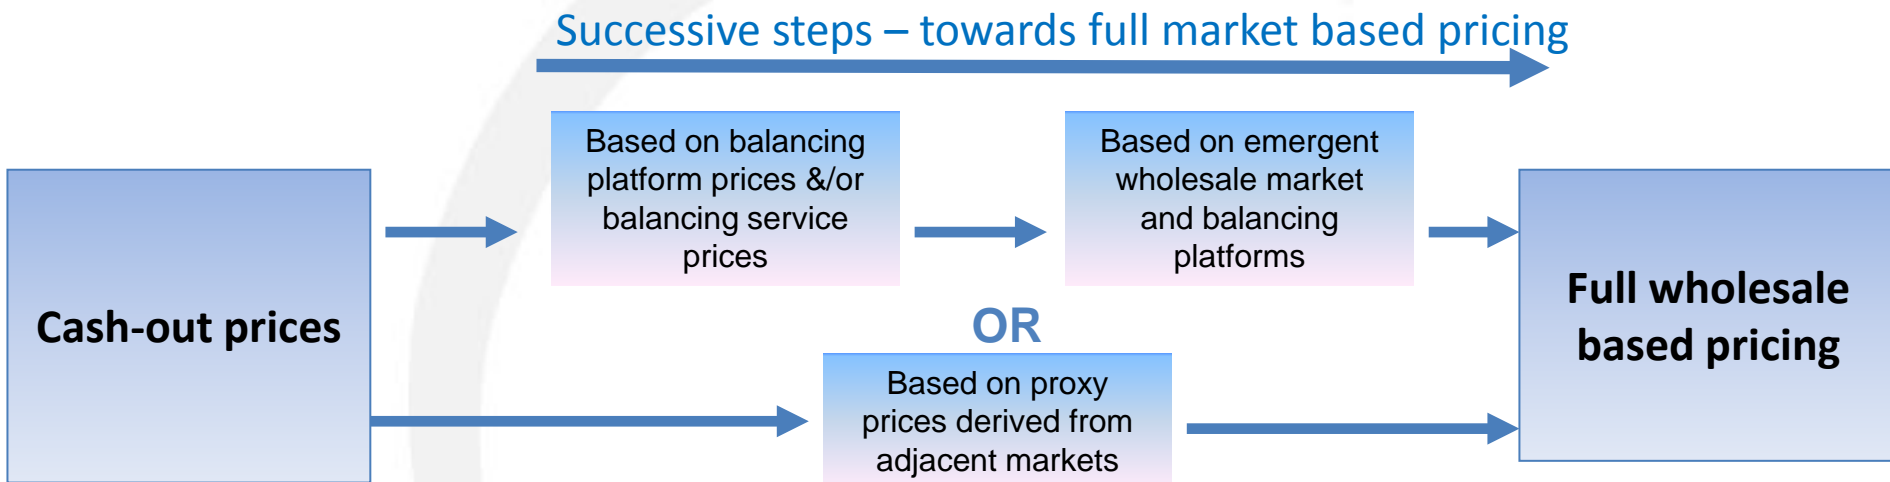 Successive steps – towards full market based pricing
Based on balancing
platform prices &/or
balancing service
prices
Based on emergent
wholesale market
and balancing
platforms
Cash-out prices
OR
Full wholesale
based pricing
Based on proxy
prices derived from
adjacent markets